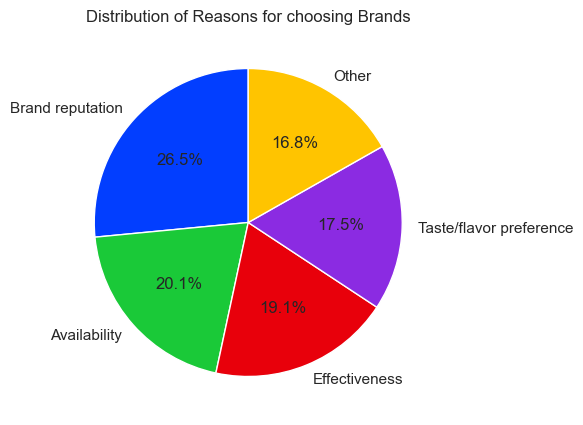 Distribution of Reasons for choosing Brands
Other
Brand reputation
16.8%
26.5%
17.5%
Taste/flavor preference
20.1%
19.1%
Availability
Effectiveness